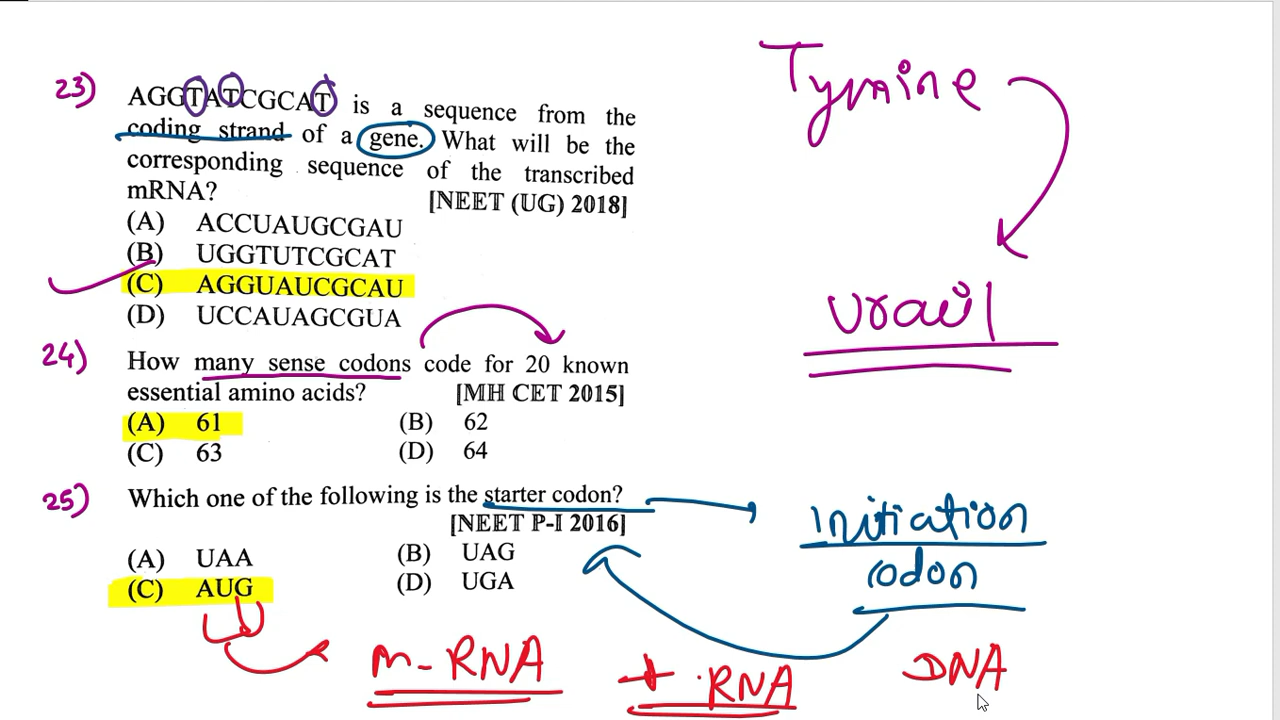 23)
AGGTATCGCAT is a sequence from the
coding strand of a gene. What will be the
corresponding sequence of the transcribed
mRNA? [NEET (UG) 2018]
(A) ACCUAUGCGAU
(B) UGGTUTCGCAT
(C) AGGUAUCGCAU
(D) UCCAUAGCGUA
24)
How many sense codons code for 20 known
essential amino acids? [MH CET 2015]
(A) 61 (B) 62
(C) 63 (D) 64
25)
Which one of the following is the starter codon?
[NEET P-I 2016]
(A) UAA (B) UAG
(C) AUG (D) UGA
Tymine
Uracil
Initiation
codon
m-RNA
t.RNA
DNA